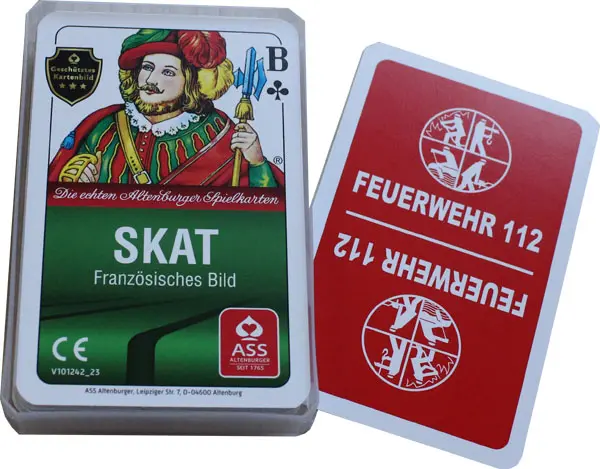 Geschütztes
Kartenbild
B
®
Die echten Altenburger Spielkarten
SKAT
Französisches Bild
CE
V101242_23
ASS
ALTENBURGER
SEIT 1765
ASS Altenburger, Leipziger Str. 7, D-04600 Altenburg
FEUERWEHR 112
FEUERWEHR 112